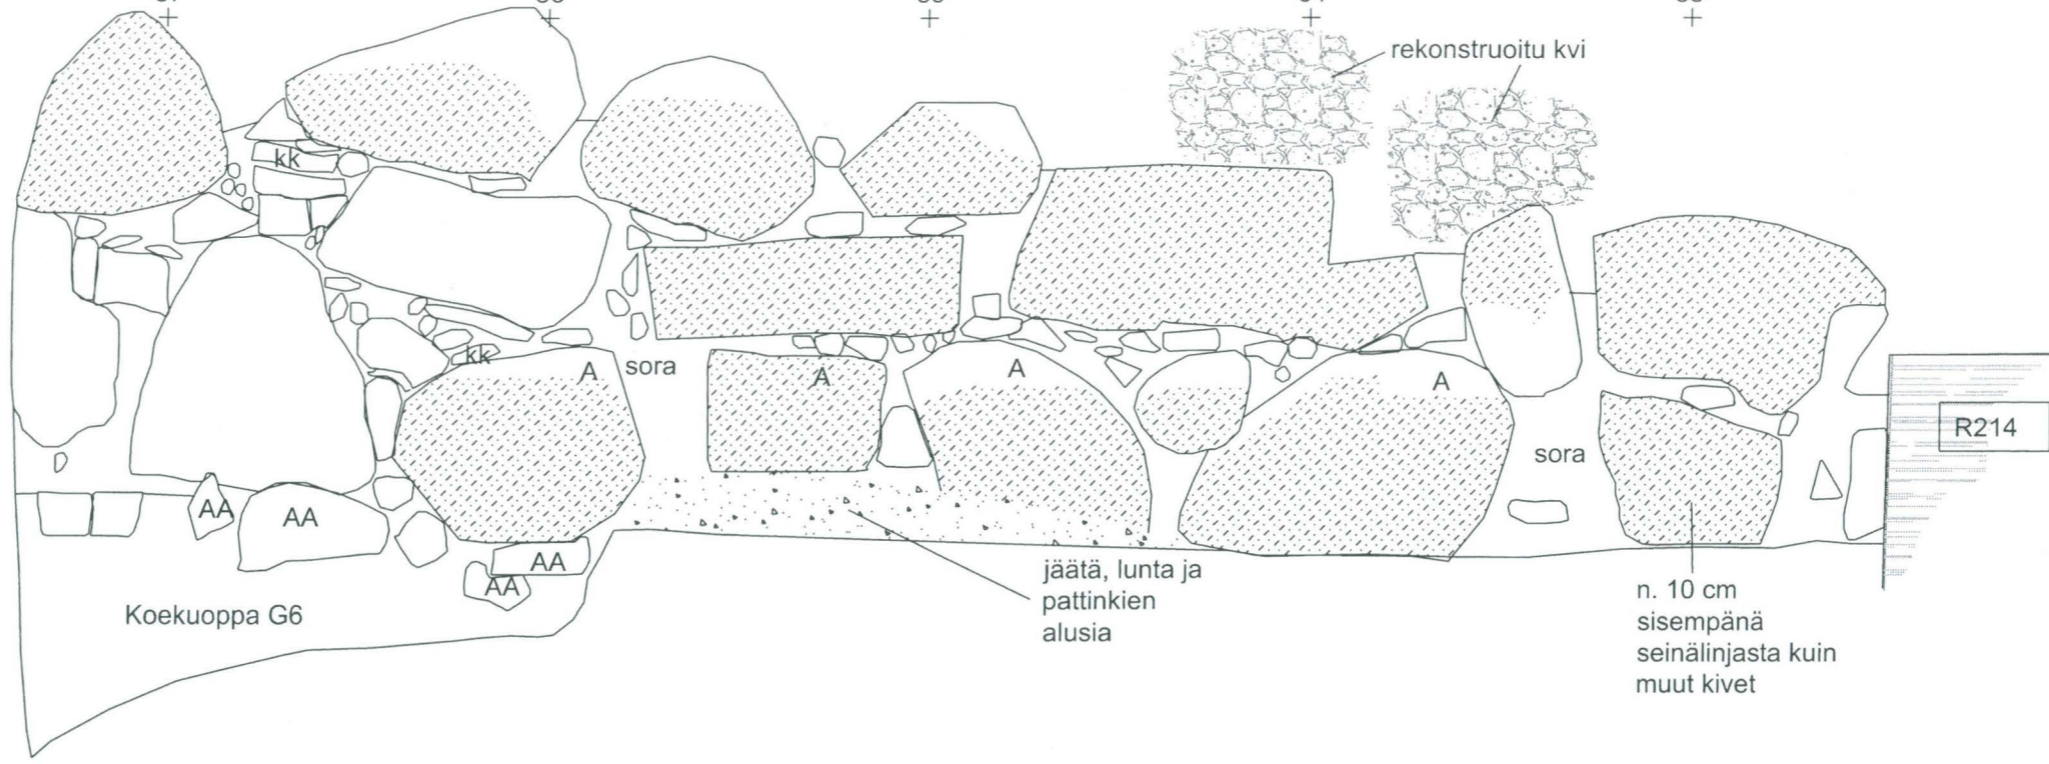 rekonstruoitu kvi
kk
kk
A
sora
A
A
A
sora
R214
AA
AA
AA
AA
Koekuoppa G6
jäätä, lunta ja
pattinkien
alusia
n. 10 cm
sisempänä
seinälinjasta kuin
muut kivet